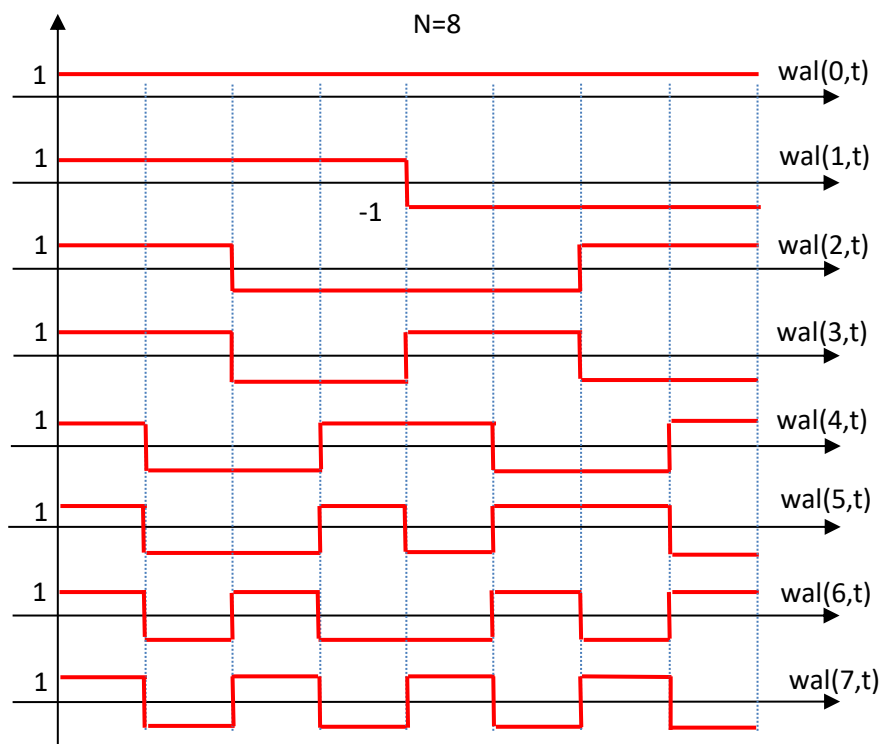 N=8
1 wal(0,t)
1 wal(1,t)
-1
1 wal(2,t)
1 wal(3,t)
1 wal(4,t)
1 wal(5,t)
1 wal(6,t)
1 wal(7,t)